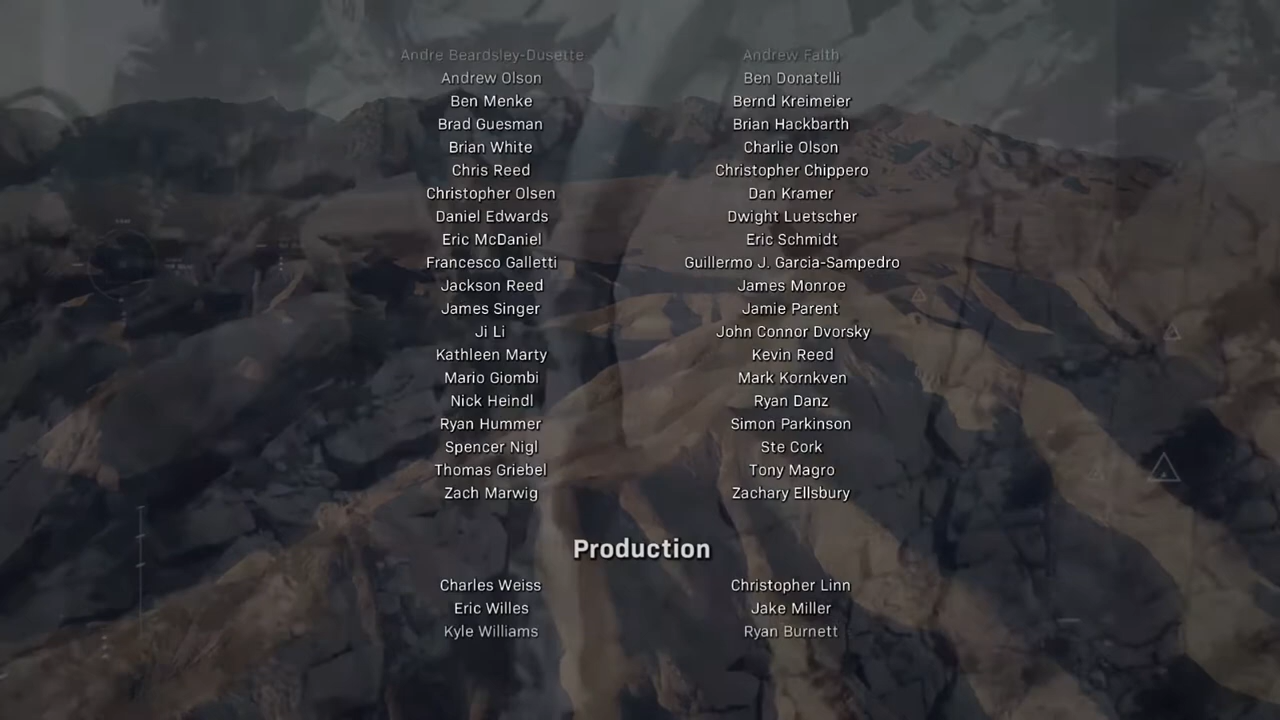 Andre Beardsley-Dusette Andrew Faith
Andrew Olson Ben Donatelli
Ben Menke Bernd Kreimeier
Brad Guesman Brian Hackbarth
Brian White Charlie Olson
Chris Reed Christopher Chippero
Christopher Olsen Dan Kramer
Daniel Edwards Dwight Luetscher
Eric McDaniel Eric Schmidt
Francesco Galletti Guillermo J. Garcia-Sampedro
Jackson Reed James Monroe
James Singer Jamie Parent
Ji Li John Connor Dvorsky
Kathleen Marty Kevin Reed
Mario Giombi Mark Kornkven
Nick Heindl Ryan Danz
Ryan Hummer Simon Parkinson
Spencer Nigl Ste Cork
Thomas Griebel Tony Magro
Zach Marwig Zachary Ellsbury
Production
Charles Weiss Christopher Linn
Eric Willes Jake Miller
Kyle Williams Ryan Burnett